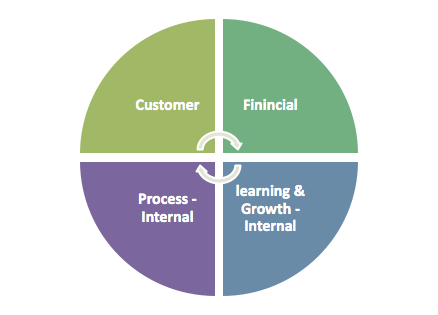 Customer
Finincial
Process -
Internal
learning &
Growth -
Internal